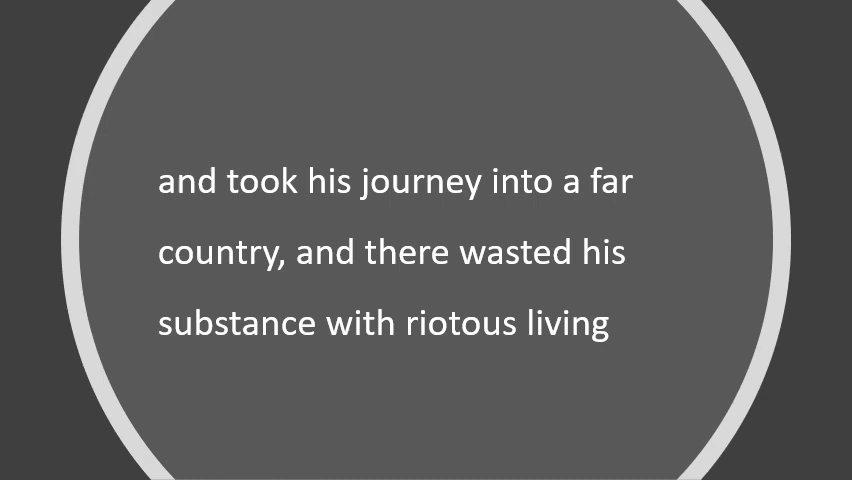 and took his journey into a far
country, and there wasted his
substance with riotous living